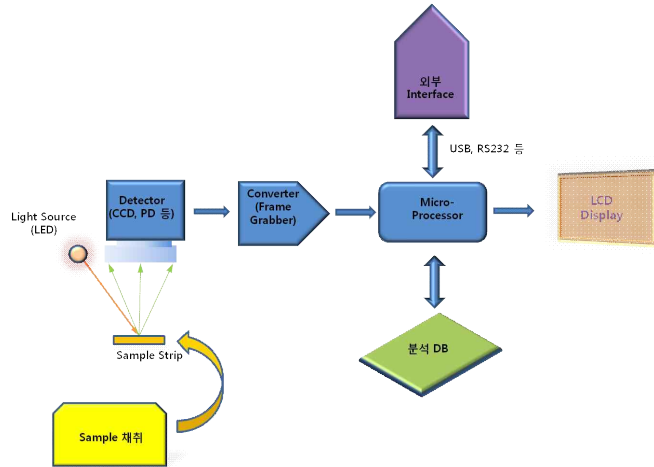 외부
Interface
USB, RS232 등
Detector
(CCD, PD 등)
Converter
(Frame
Grabber)
Micro-
Processor
LCD
Display
Light Source
(LED)
Sample Strip
분석 DB
Sample 채취